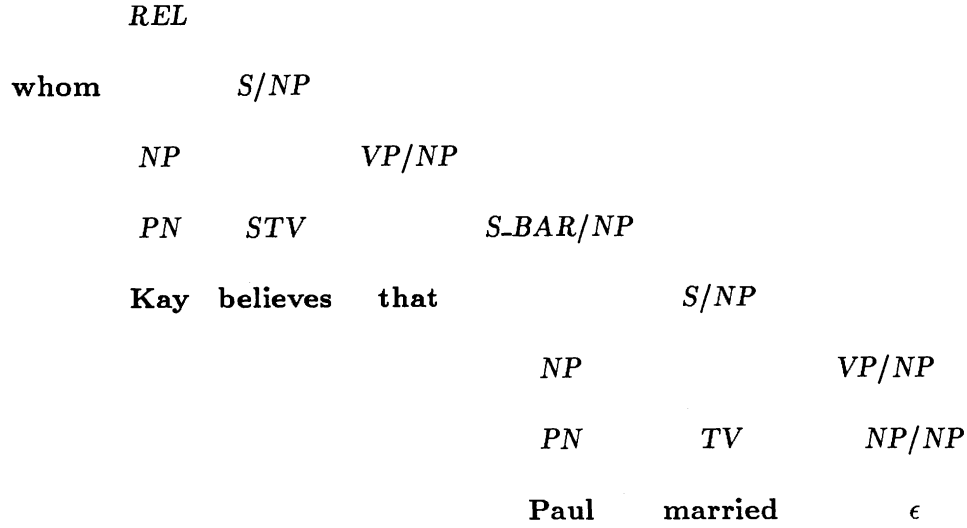 REL
whom S/NP
NP VP/NP
PN STV S_BAR/NP
Kay believes that S/NP
NP VP/NP
PN TV NP/NP
Paul married ϵ